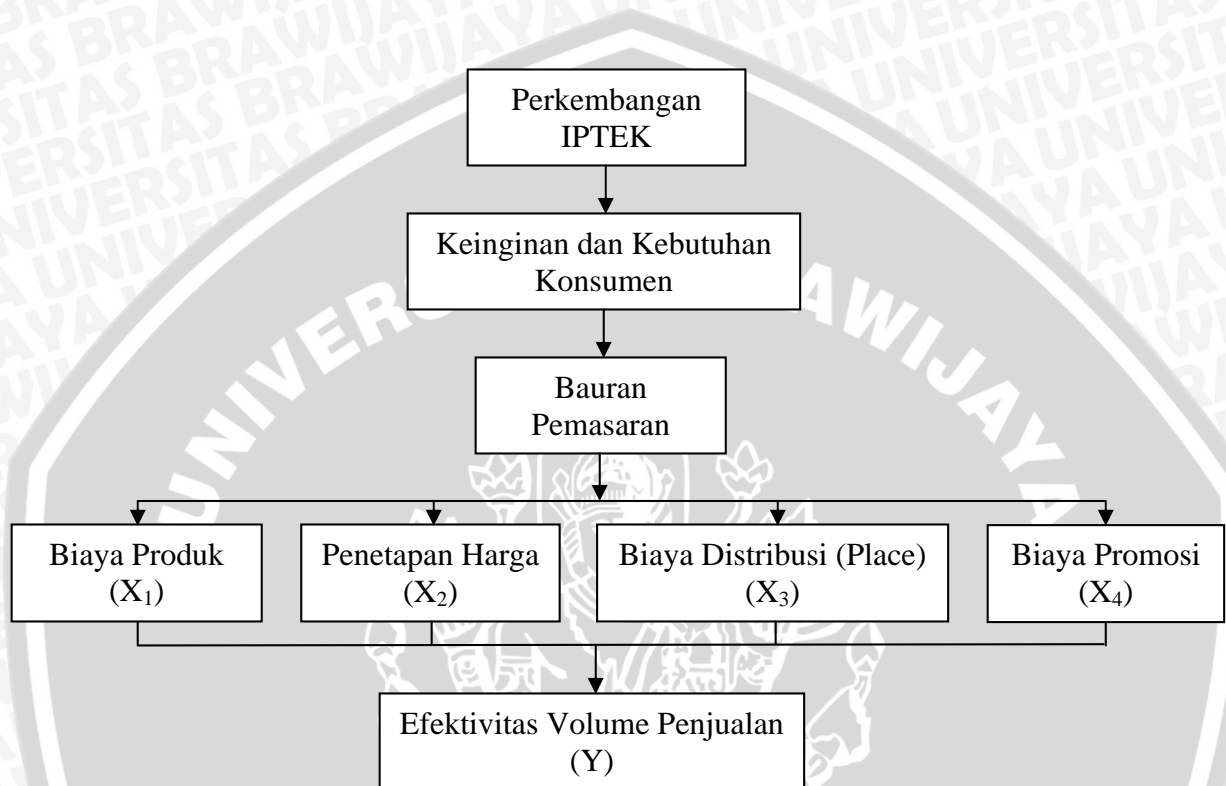 Perkembangan
IPTEK
Keinginan dan Kebutuhan
Konsumen
Bauran
Pemasaran
Biaya Produk
(X₁)
Penetapan Harga
(X₂)
Biaya Distribusi (Place)
(X₃)
Biaya Promosi
(X₄)
Efektivitas Volume Penjualan
(Y)